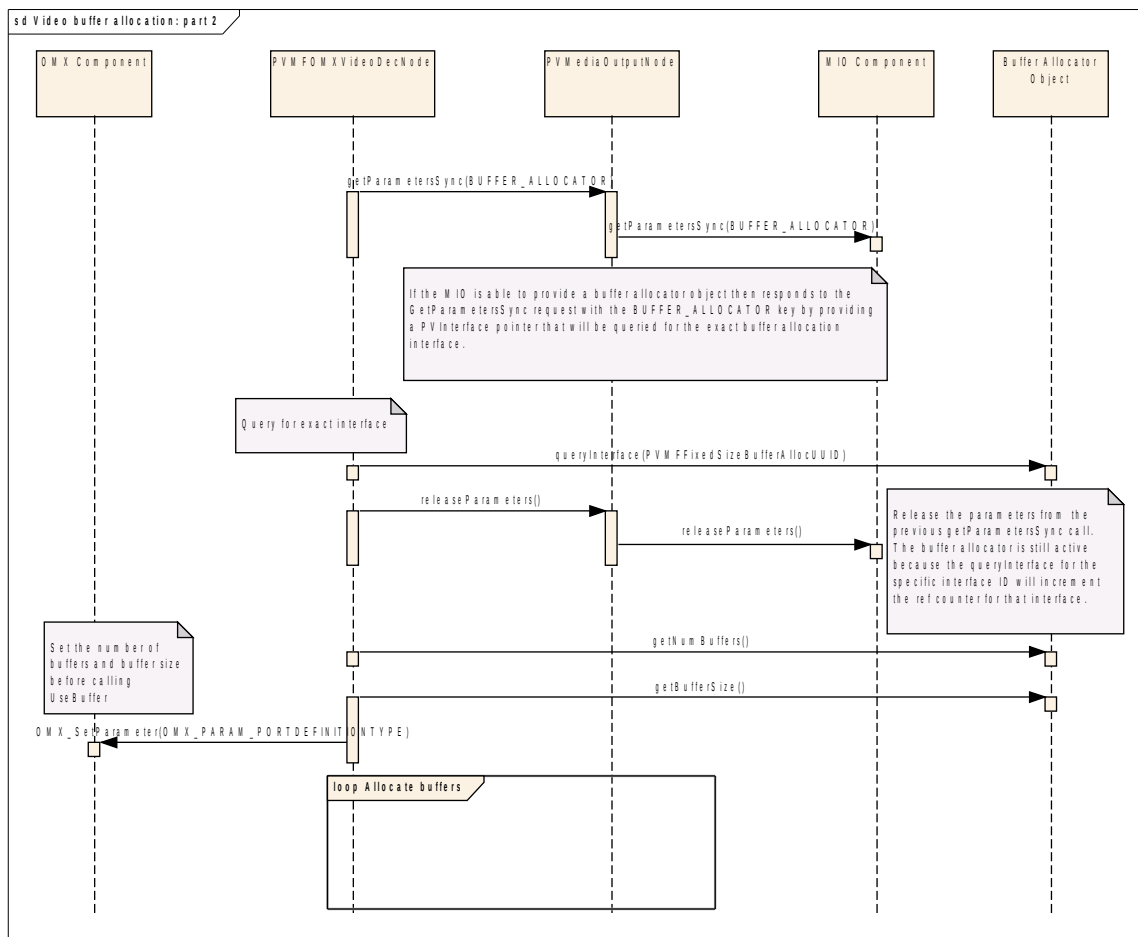 sd Video buffer allocation: part 2
OMX Component
PVMFOMXVideoDecNode
PVMediaOutputNode
MIO Component
BufferAllocator
Object
getParametersSync(BUFFER_ALLOCATOR)
getParametersSync(BUFFER_ALLOCATOR)
If the MIO is able to provide a buffer allocator object then responds to the
GetParametersSync request with the BUFFER_ALLOCATOR key by providing
a PVInterface pointer that will be queried for the exact buffer allocation
interface.
Query for exact interface
queryInterface(PVMFFixedSizeBufferAllocUUID)
releaseParameters()
releaseParameters()
Release the parameters from the
previous getParametersSync call.
The buffer allocator is still active
because the queryInterface for the
specific interface ID will increment
the ref counter for that interface.
Set the number of
buffers and buffer size
before calling
UseBuffer
getNumBuffers()
getBufferSize()
OMX_SetParameter(OMX_PARAM_PORTDEFINITIONTYPE)
loop Allocate buffers